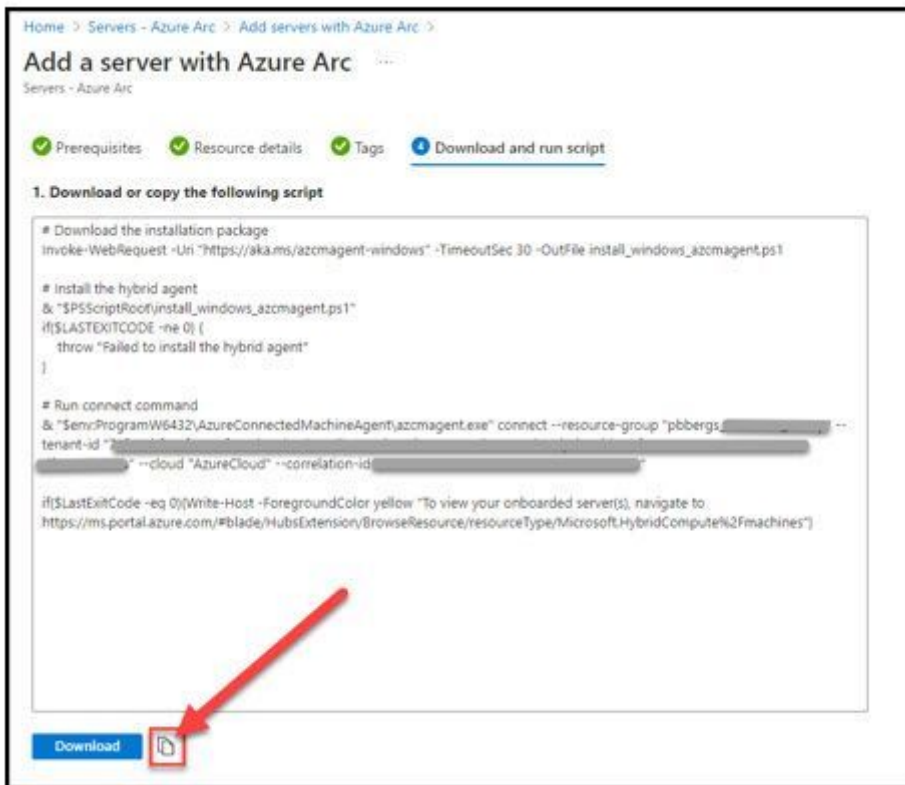 Home > Servers - Azure Arc > Add servers with Azure Arc >
Add a server with Azure Arc ...
Servers - Azure Arc
Prerequisites Resource details Tags 4 Download and run script
1. Download or copy the following script
# Download the installation package
Invoke-WebRequest -Uri "https://aka.ms/azcmagent-windows" -TimeoutSec 30 -OutFile install_windows_azcmagent.ps1
# Install the hybrid agent
& "$PSScriptRoot\install_windows_azcmagent.ps1"
if($LASTEXITCODE -ne 0) {
throw "Failed to install the hybrid agent"
}
# Run connect command
& "$env:ProgramW6432\AzureConnectedMachineAgent\azcmagent.exe" connect --resource-group "pbbergs --
tenant-id "
" --cloud "AzureCloud" --correlation-id "
if($LastExitCode -eq 0){Write-Host -ForegroundColor yellow "To view your onboarded server(s), navigate to
https://ms.portal.azure.com/#blade/HubsExtension/BrowseResource/resourceType/Microsoft.HybridCompute%2Fmachines"}
Download